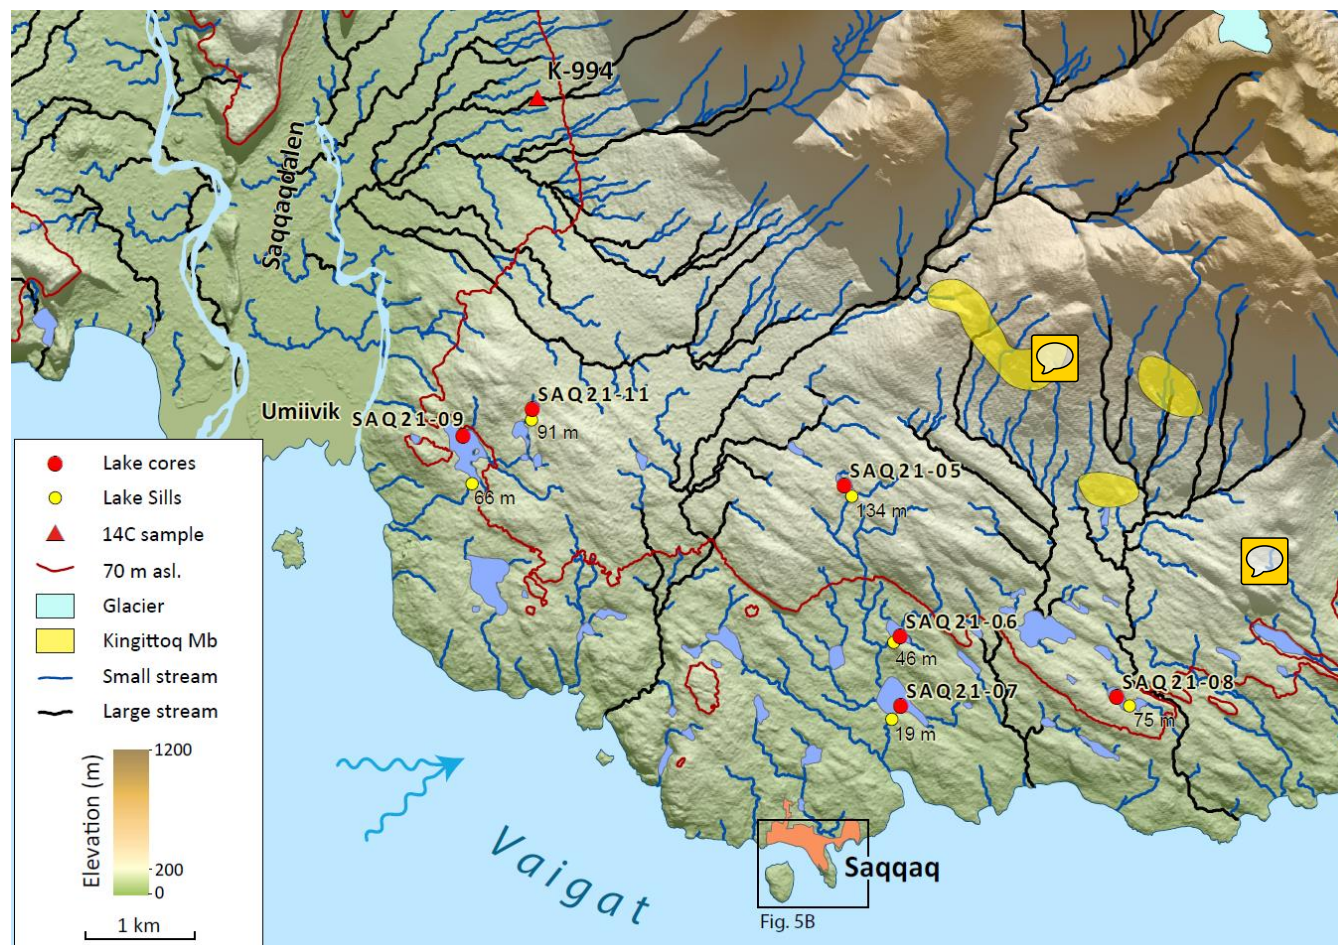 K-994
Saqqaqdalen
SAQ21-11
Umiivik
SAQ21-09
91 m
66 m
SAQ21-05
134 m
SAQ21-06
46 m
SAQ21-07
19 m
SAQ21-08
75 m
Lake cores
Lake Sills
14C sample
70 m asl.
Glacier
Kingittoq Mb
Small stream
Large stream
Elevation (m)
1200
200
0
1 km
Vaigat
Saqqaq
Fig. 5B